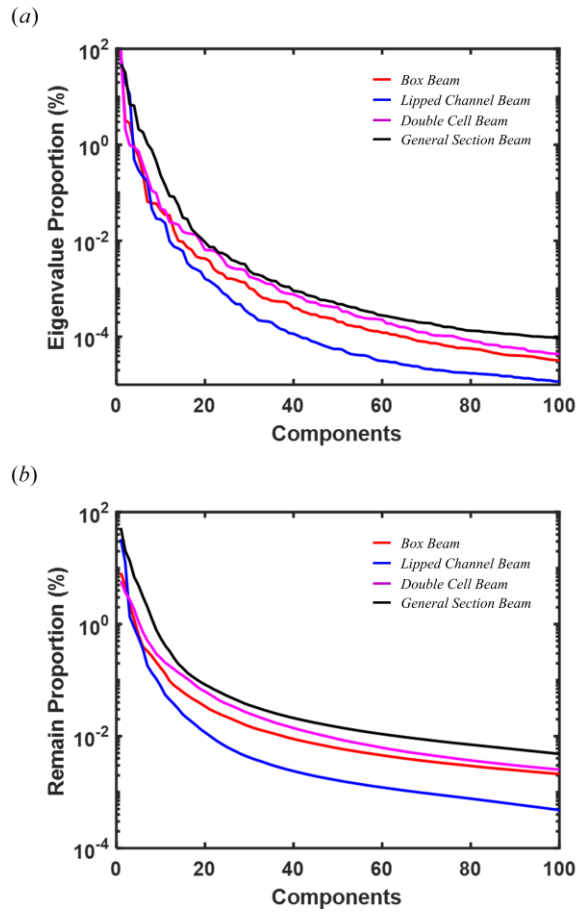 (a)
10^2
10^0
10^-2
10^-4
Eigenvalue Proportion (%)
Box Beam
Lipped Channel Beam
Double Cell Beam
General Section Beam
0 20 40 60 80 100
Components
(b)
10^2
10^0
10^-2
10^-4
Remain Proportion (%)
Box Beam
Lipped Channel Beam
Double Cell Beam
General Section Beam
0 20 40 60 80 100
Components